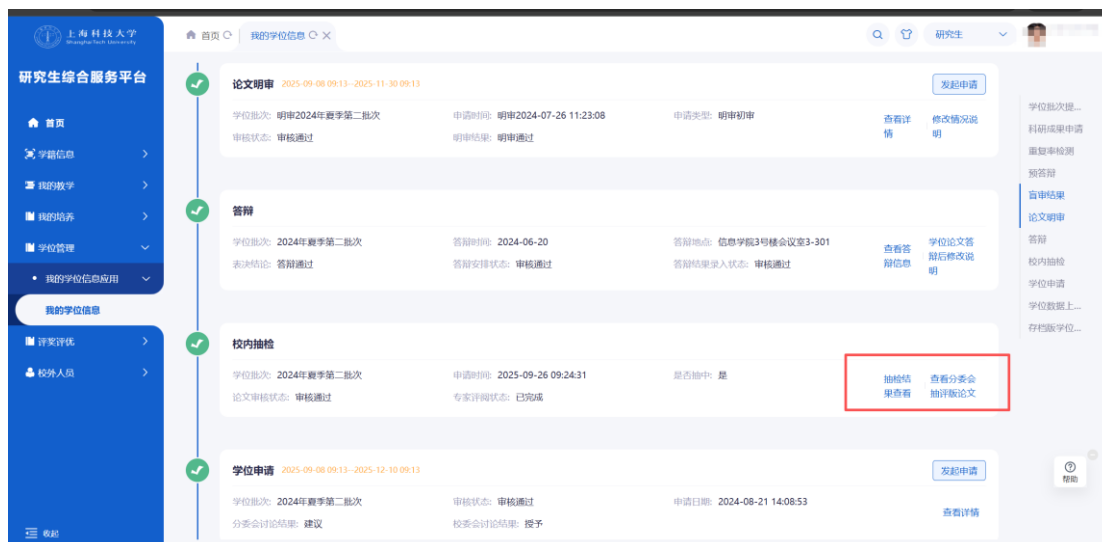 上海科技大学
ShanghaiTech University
首页
我的学位信息
研究生
研究生综合服务平台
首页
学籍信息
我的教学
我的培养
学位管理
我的学位信息应用
我的学位信息
评奖评优
校外人员
收起
论文明审 2025-09-08 09:13--2025-11-30 09:13
发起申请
学位批次: 明审2024年夏季第二批次 申请时间: 明审2024-07-26 11:23:08 申请类型: 明审初审
审核状态: 审核通过 明审结果: 明审通过
查看详
情
修改情况说
明
答辩
学位批次: 2024年夏季第二批次 答辩时间: 2024-06-20 答辩地点: 信息学院3号楼会议室3-301
表决结论: 答辩通过 答辩安排状态: 审核通过 答辩结果录入状态: 审核通过
查看答
辩信息
学位论文答
辩后修改说
明
校内抽检
学位批次: 2024年夏季第二批次 申请时间: 2025-09-26 09:24:31 是否抽中: 是
论文审核状态: 审核通过 专家评阅状态: 已完成
抽检结
果查看
查看分委会
抽评版论文
学位申请 2025-09-08 09:13--2025-12-10 09:13
发起申请
学位批次: 2024年夏季第二批次 审核状态: 审核通过 申请日期: 2024-08-21 14:08:53
分委会讨论结果: 建议 校委会讨论结果: 授予
查看详情
学位批次提...
科研成果申请
重复率检测
预答辩
盲审结果
论文明审
答辩
校内抽检
学位申请
学位数据上...
存档版学位...
帮助